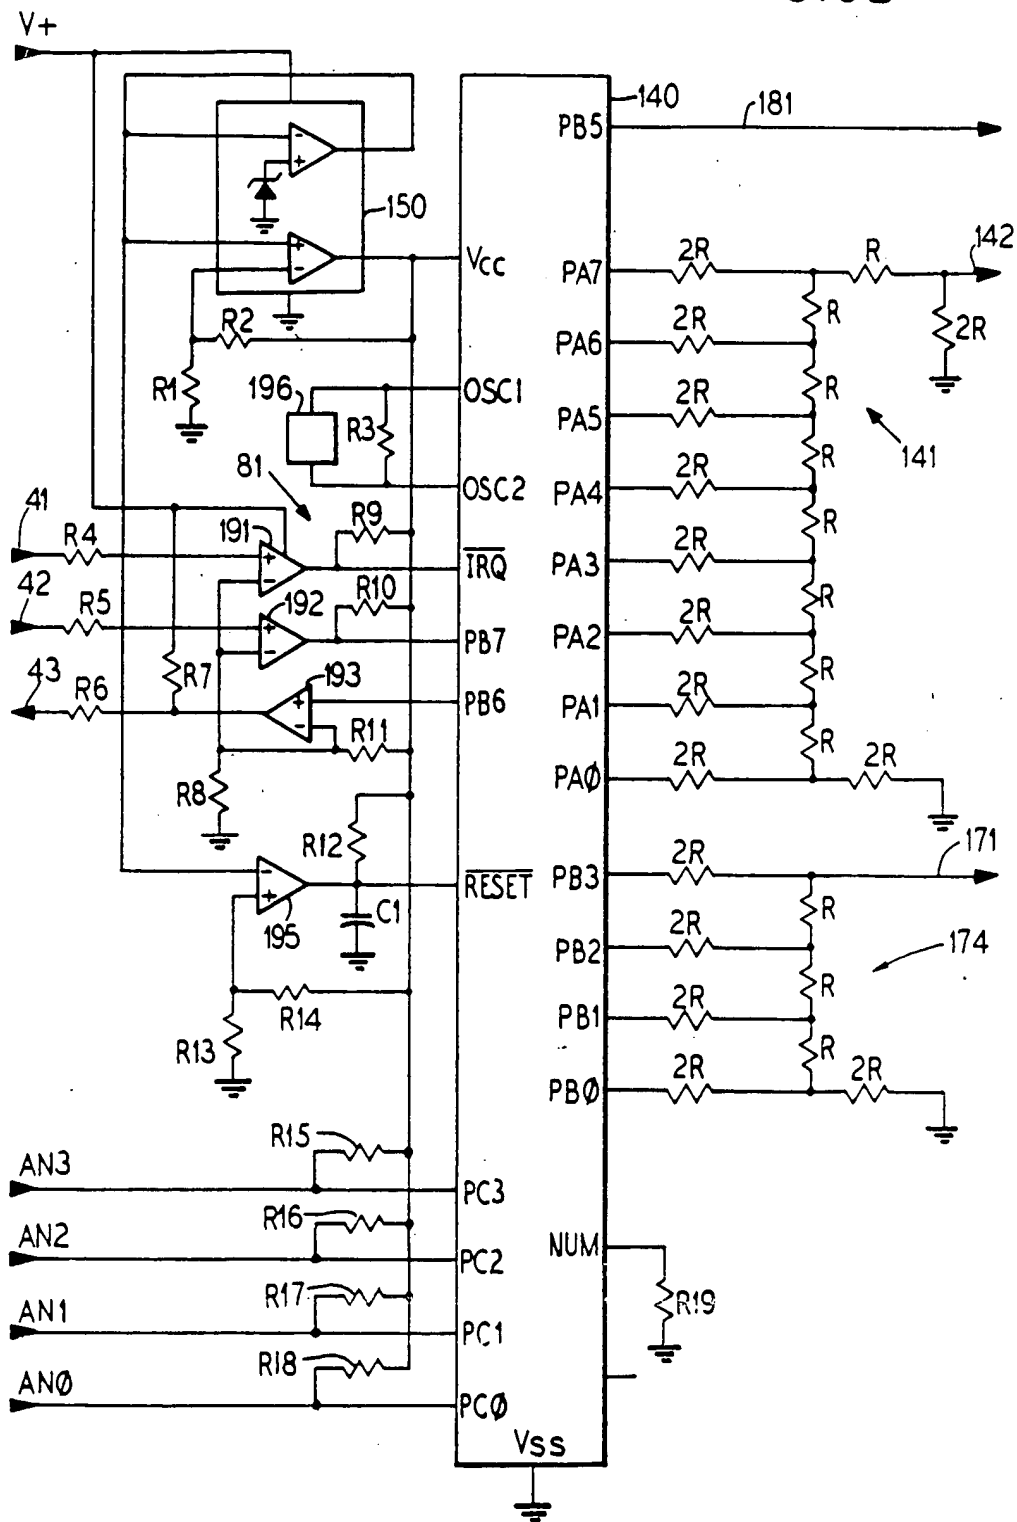 V+
140
PB5
181
150
Vcc
PA7
2R
R
142
R2
R
2R
PA6
2R
R1
196
OSC1
R
R3
PA5
2R
141
81
OSC2
R
PA4
2R
41
R4
191
R9
R
IRQ
PA3
2R
42
R5
192
R10
R
PB7
PA2
2R
43
R6
R7
193
R
PB6
PA1
2R
R11
R
R8
PAØ
2R
2R
R12
2R
171
RESET
PB3
195
C1
R
PB2
2R
174
R14
R
R13
PB1
2R
R
PBØ
2R
2R
R15
AN3
PC3
R16
AN2
PC2
NUM
R17
AN1
PC1
R19
R18
ANØ
PCØ
Vss
+
-
+
-
+
-
+
-
+
-
-
+